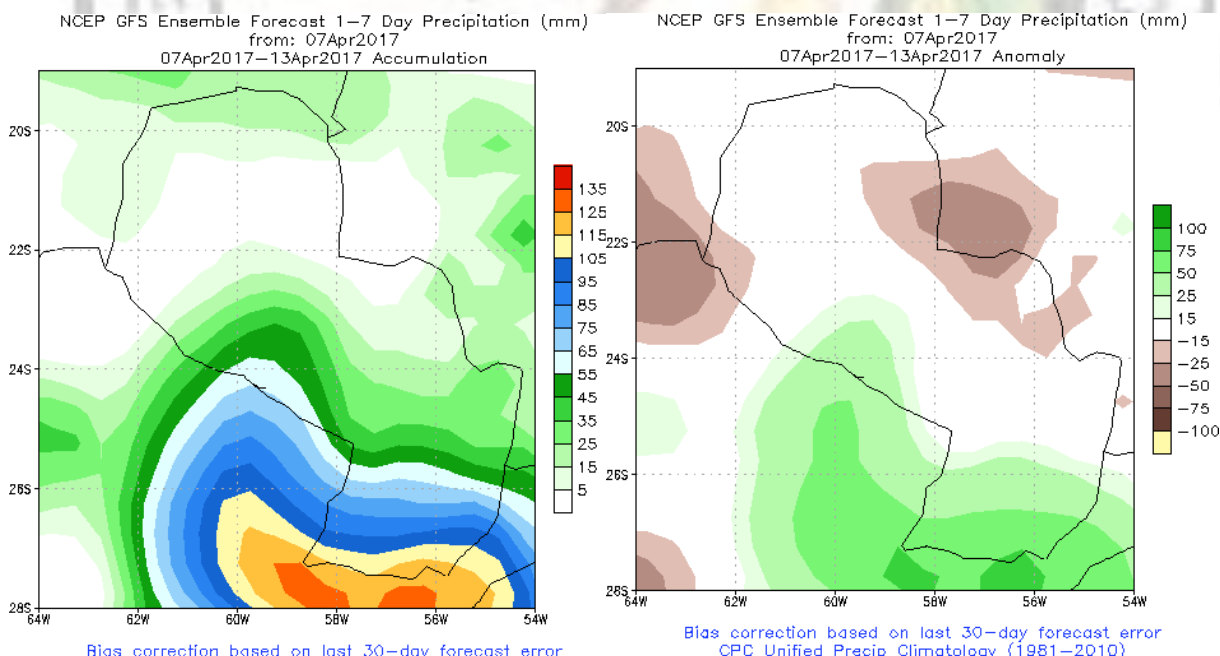 NCEP GFS Ensemble Forecast 1–7 Day Precipitation (mm)
from: 07Apr2017
07Apr2017–13Apr2017 Accumulation
20S
22S
24S
26S
28S
64W
62W
60W
58W
56W
54W
135
125
115
105
95
85
75
65
55
45
35
25
15
5
Bias correction based on last 30–day forecast error
NCEP GFS Ensemble Forecast 1–7 Day Precipitation (mm)
from: 07Apr2017
07Apr2017–13Apr2017 Anomaly
20S
22S
24S
26S
28S
64W
62W
60W
58W
56W
54W
100
75
50
25
15
−15
−25
−50
−75
−100
Bias correction based on last 30–day forecast error
CPC Unified Precip Climatology (1981–2010)